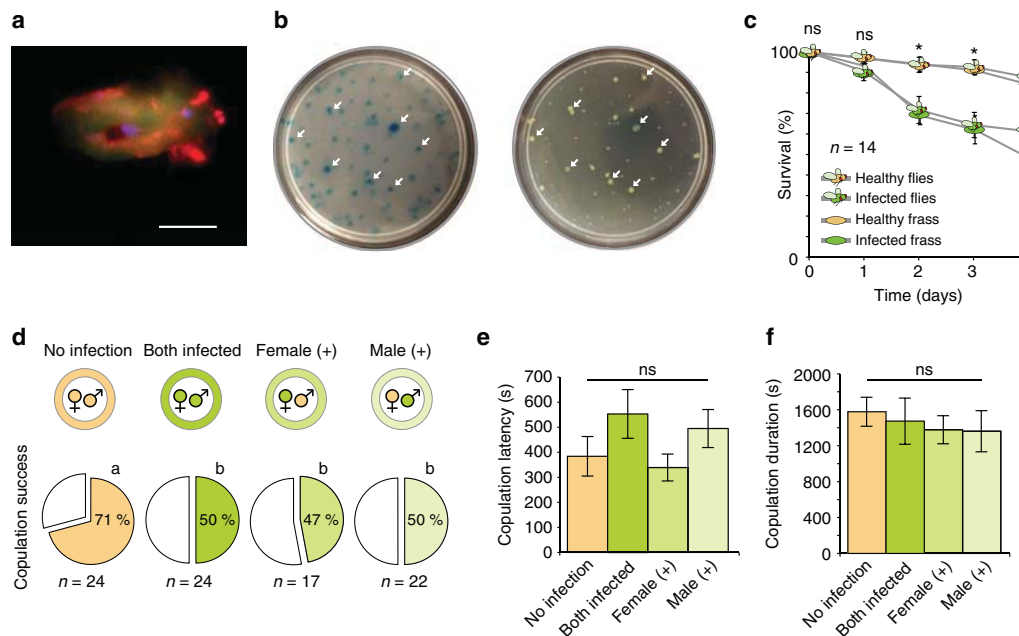 a
b
c
ns
ns
*
*
100
Survival (%)
n = 14
Healthy flies
Infected flies
Healthy frass
Infected frass
0
0
1
2
3
Time (days)
d
No infection
Both infected
Female (+)
Male (+)
♀♂
♀♂
♀♂
♀♂
Copulation success
a
b
b
b
71 %
50 %
47 %
50 %
n = 24
n = 24
n = 17
n = 22
e
ns
Copulation latency (s)
700
600
500
400
300
200
100
0
No infection
Both infected
Female (+)
Male (+)
f
ns
Copulation duration (s)
2000
1600
1200
800
400
0
No infection
Both infected
Female (+)
Male (+)